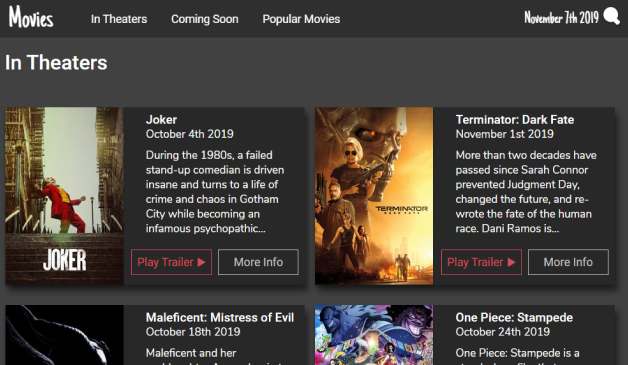 Movies
In Theaters
Coming Soon
Popular Movies
November 7th 2019
In Theaters
JOKER
Joker
October 4th 2019
During the 1980s, a failed
stand-up comedian is driven
insane and turns to a life of
crime and chaos in Gotham
City while becoming an
infamous psychopathic...
Play Trailer
More Info
TERMINATOR
DARK FATE
Terminator: Dark Fate
November 1st 2019
More than two decades have
passed since Sarah Connor
prevented Judgment Day,
changed the future, and re-
wrote the fate of the human
race. Dani Ramos is...
Play Trailer
More Info
Maleficent: Mistress of Evil
October 18th 2019
Maleficent and her
One Piece: Stampede
October 24th 2019
One Piece: Stampede is a